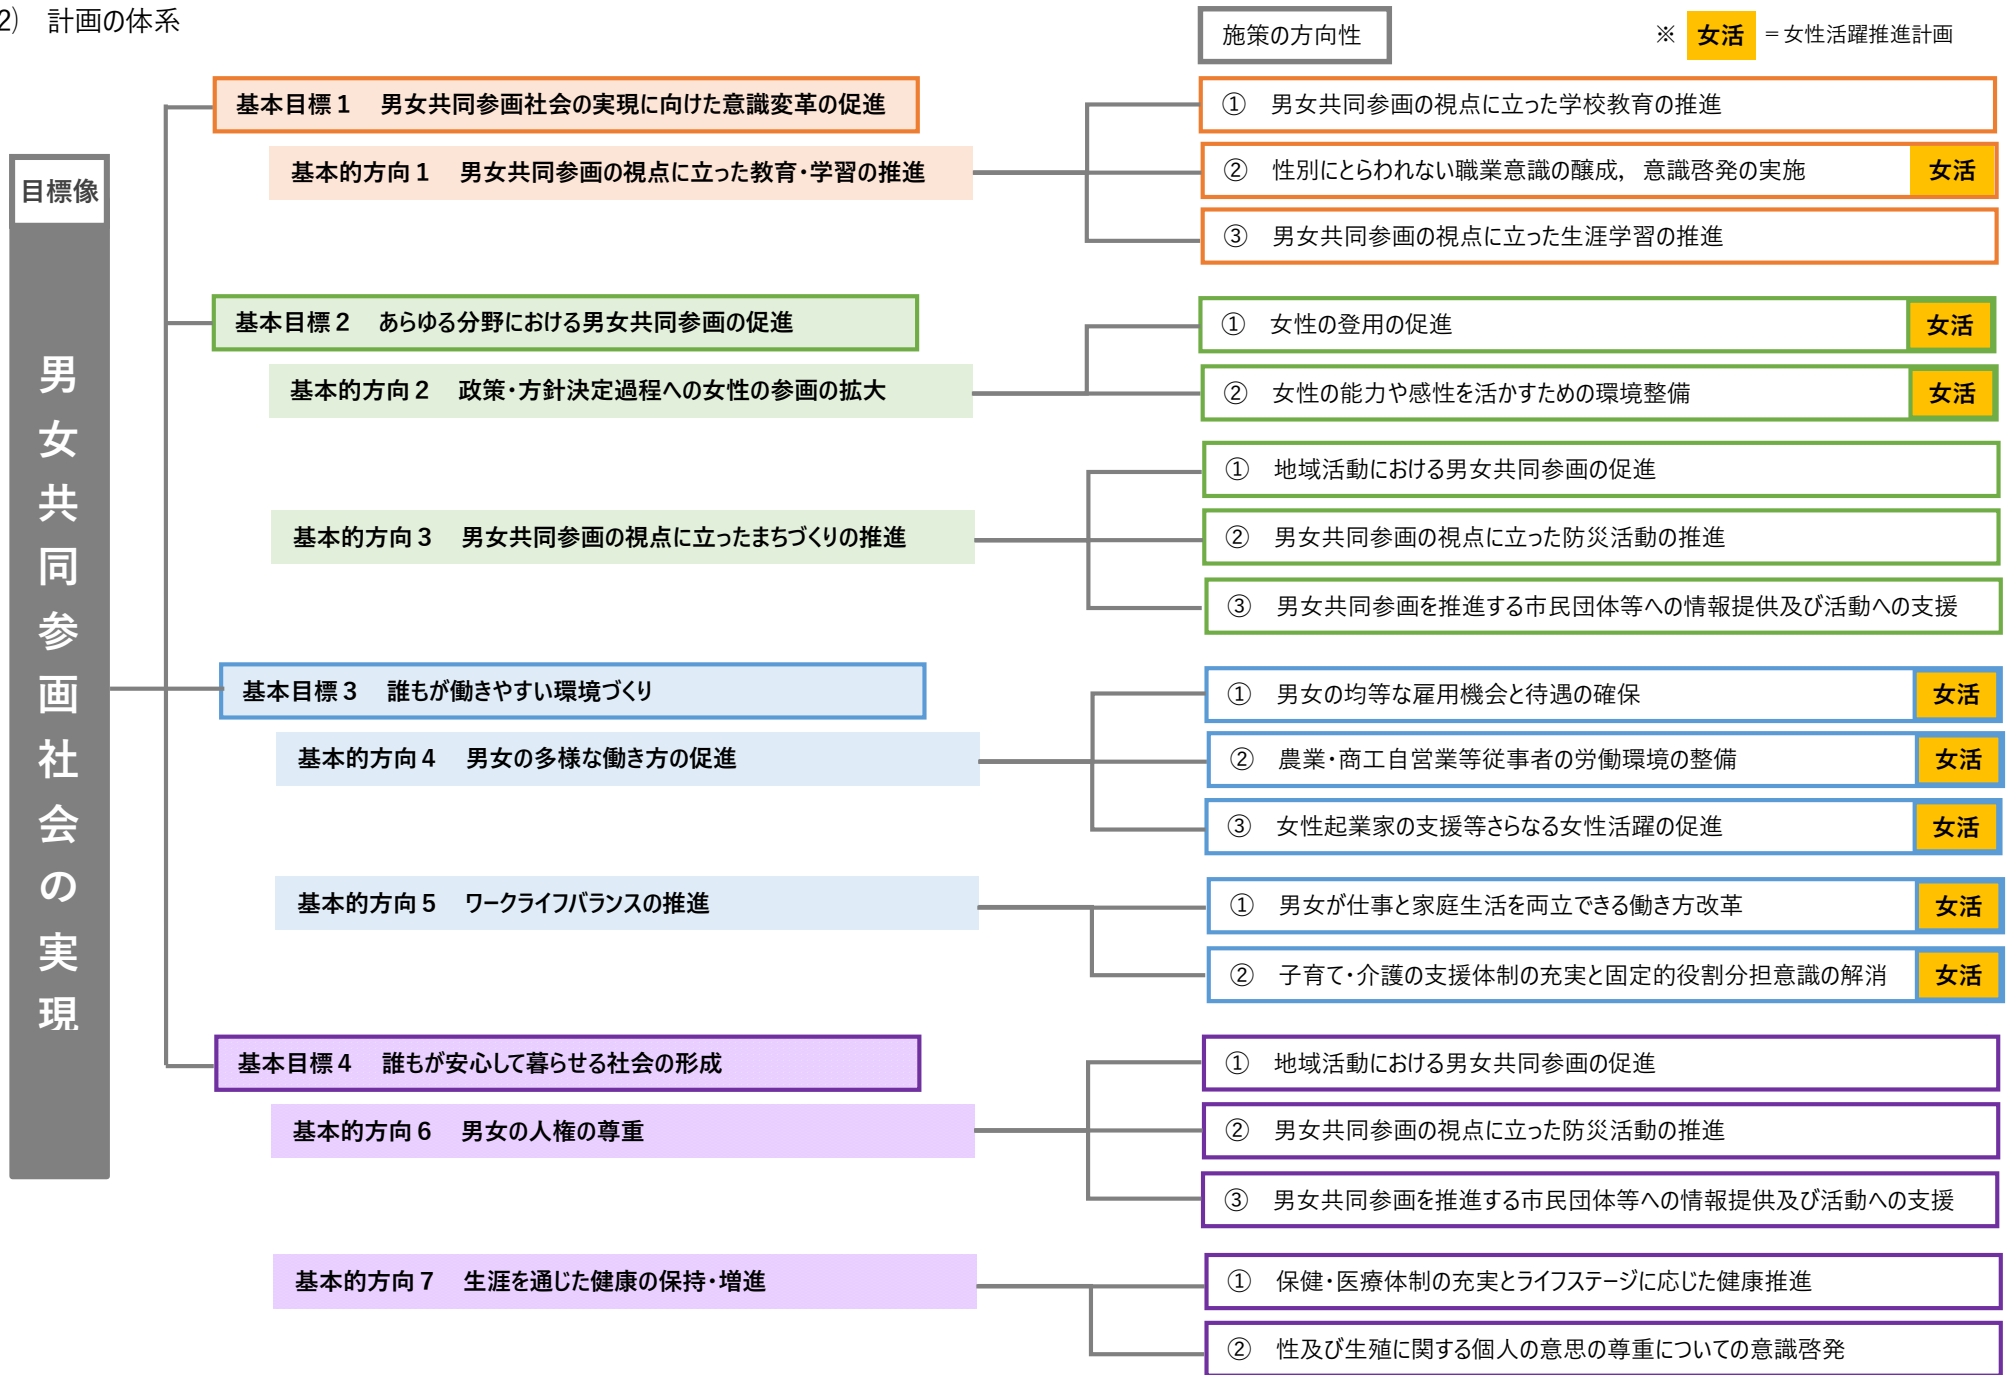 2)　計画の体系
施策の方向性
※ 女活 ＝女性活躍推進計画
目標像
男女共同参画社会の実現
基本目標１　男女共同参画社会の実現に向けた意識変革の促進
基本的方向１　男女共同参画の視点に立った教育・学習の推進
①　男女共同参画の視点に立った学校教育の推進
②　性別にとらわれない職業意識の醸成，意識啓発の実施　女活
③　男女共同参画の視点に立った生涯学習の推進
基本目標２　あらゆる分野における男女共同参画の促進
基本的方向２　政策・方針決定過程への女性の参画の拡大
①　女性の登用の促進　女活
②　女性の能力や感性を活かすための環境整備　女活
基本的方向３　男女共同参画の視点に立ったまちづくりの推進
①　地域活動における男女共同参画の促進
②　男女共同参画の視点に立った防災活動の推進
③　男女共同参画を推進する市民団体等への情報提供及び活動への支援
基本目標３　誰もが働きやすい環境づくり
基本的方向４　男女の多様な働き方の促進
①　男女の均等な雇用機会と待遇の確保　女活
②　農業・商工自営業等従事者の労働環境の整備　女活
③　女性起業家の支援等さらなる女性活躍の促進　女活
基本的方向５　ワークライフバランスの推進
①　男女が仕事と家庭生活を両立できる働き方改革　女活
②　子育て・介護の支援体制の充実と固定的役割分担意識の解消　女活
基本目標４　誰もが安心して暮らせる社会の形成
基本的方向６　男女の人権の尊重
①　地域活動における男女共同参画の促進
②　男女共同参画の視点に立った防災活動の推進
③　男女共同参画を推進する市民団体等への情報提供及び活動への支援
基本的方向７　生涯を通じた健康の保持・増進
①　保健・医療体制の充実とライフステージに応じた健康推進
②　性及び生殖に関する個人の意思の尊重についての意識啓発